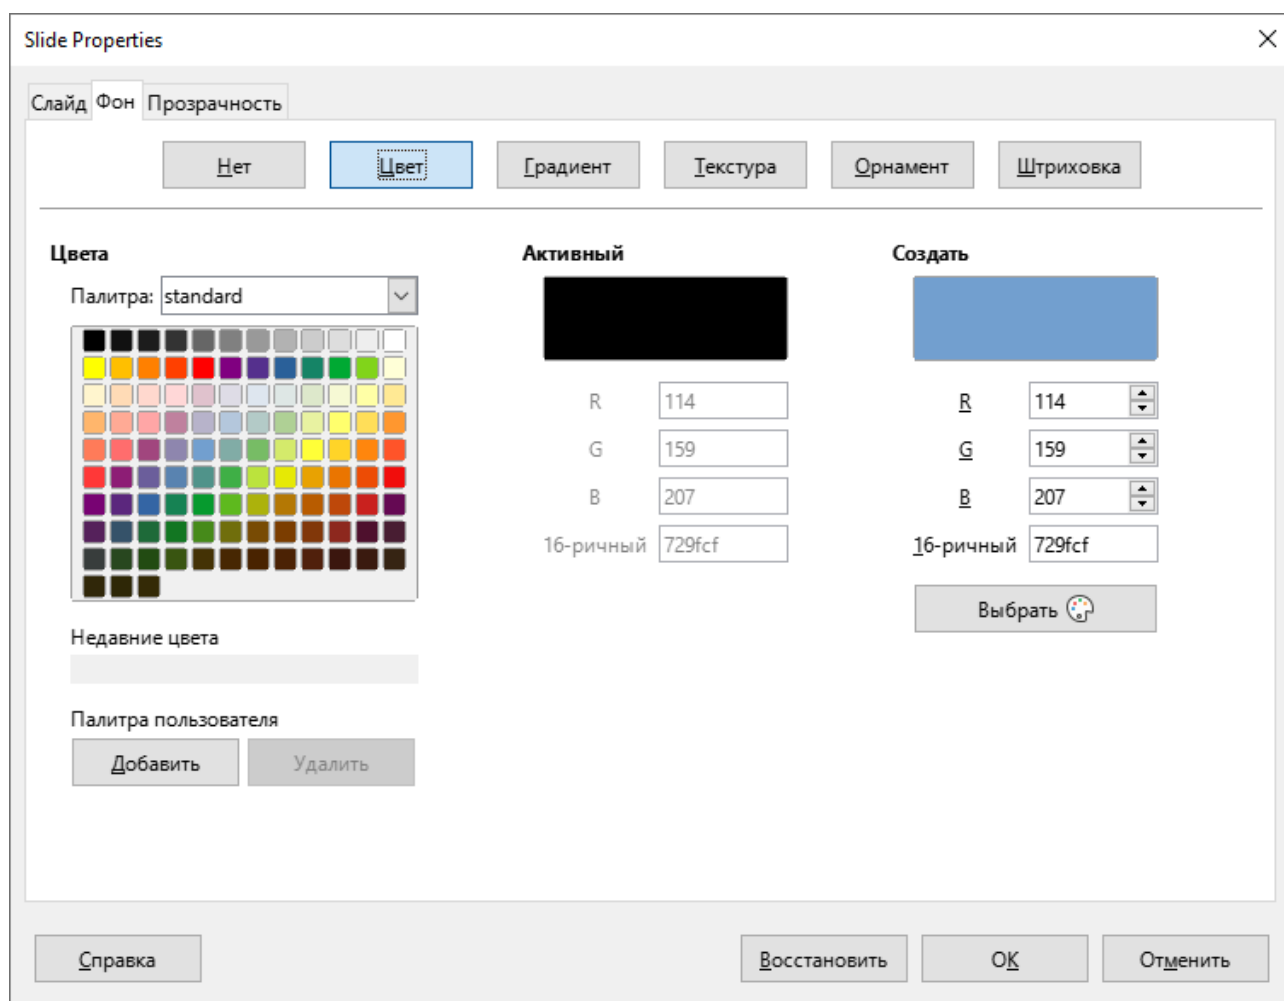 Slide Properties
Слайд Фон Прозрачность
Нет Цвет Градиент Текстура Орнамент Штриховка
Цвета Активный Создать
Палитра: standard
R 114 R 114
G 159 G 159
B 207 B 207
16-ричный 729fcf 16-ричный 729fcf
Выбрать
Недавние цвета
Палитра пользователя
Добавить Удалить
Справка Восстановить OK Отменить